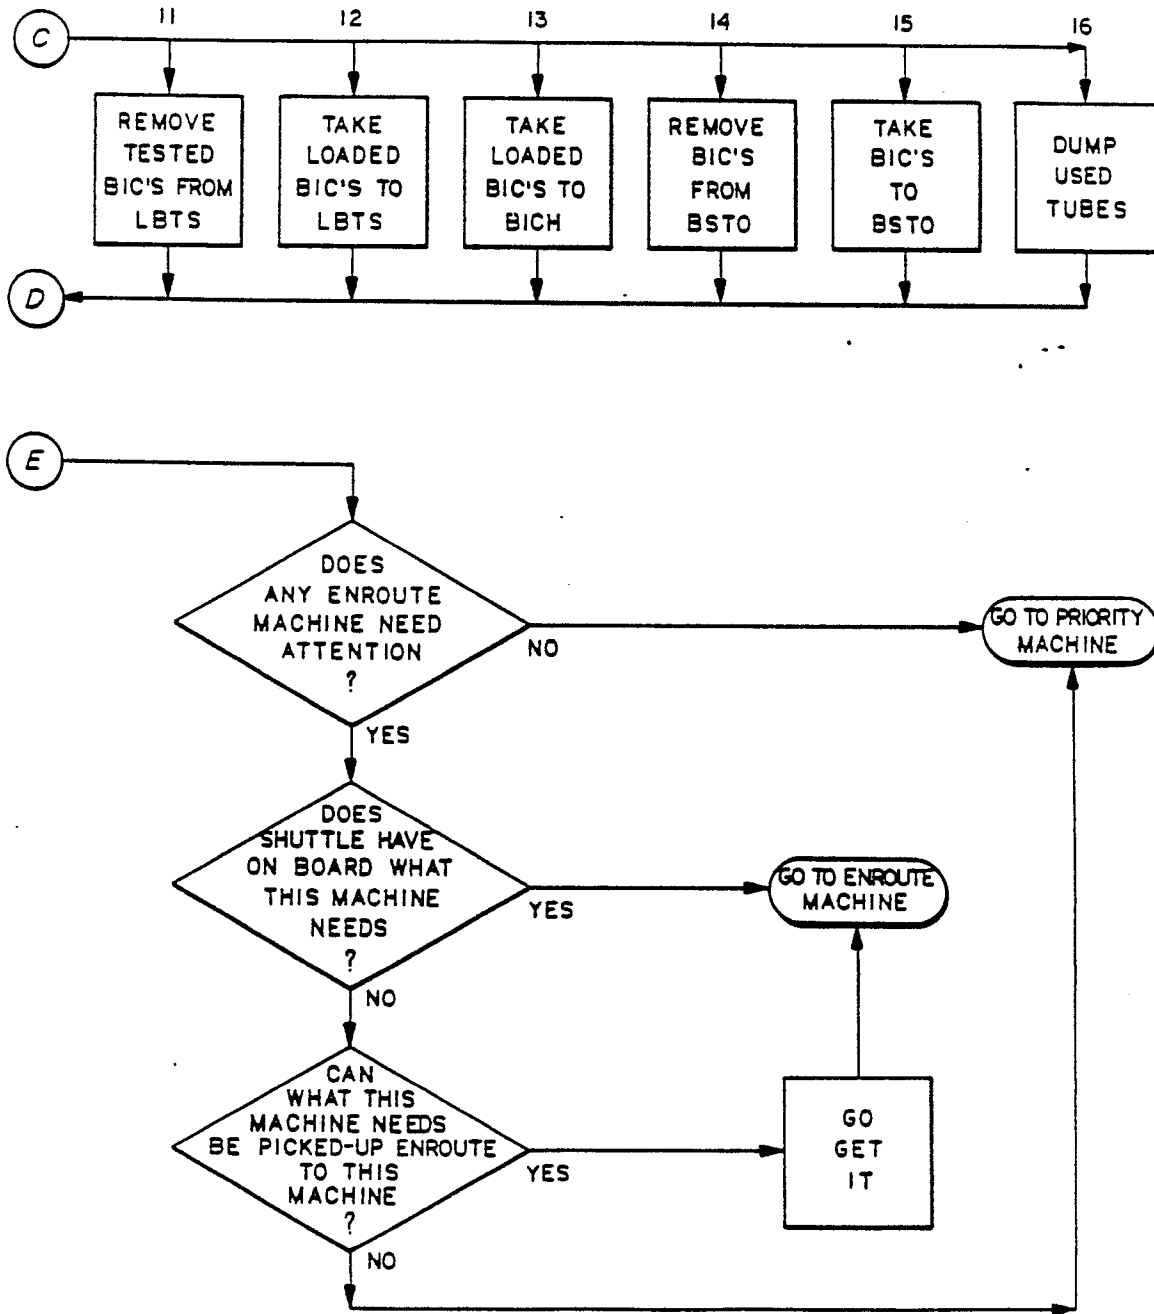 C
11
12
13
14
15
16
REMOVE
TESTED
BIC'S FROM
LBTS
TAKE
LOADED
BIC'S TO
LBTS
TAKE
LOADED
BIC'S TO
BICH
REMOVE
BIC'S
FROM
BSTO
TAKE
BIC'S
TO
BSTO
DUMP
USED
TUBES
D
E
DOES
ANY ENROUTE
MACHINE NEED
ATTENTION
?
NO
GO TO PRIORITY
MACHINE
YES
DOES
SHUTTLE HAVE
ON BOARD WHAT
THIS MACHINE
NEEDS
?
YES
GO TO ENROUTE
MACHINE
NO
CAN
WHAT THIS
MACHINE NEEDS
BE PICKED-UP ENROUTE
TO THIS
MACHINE
?
YES
GO
GET
IT
NO